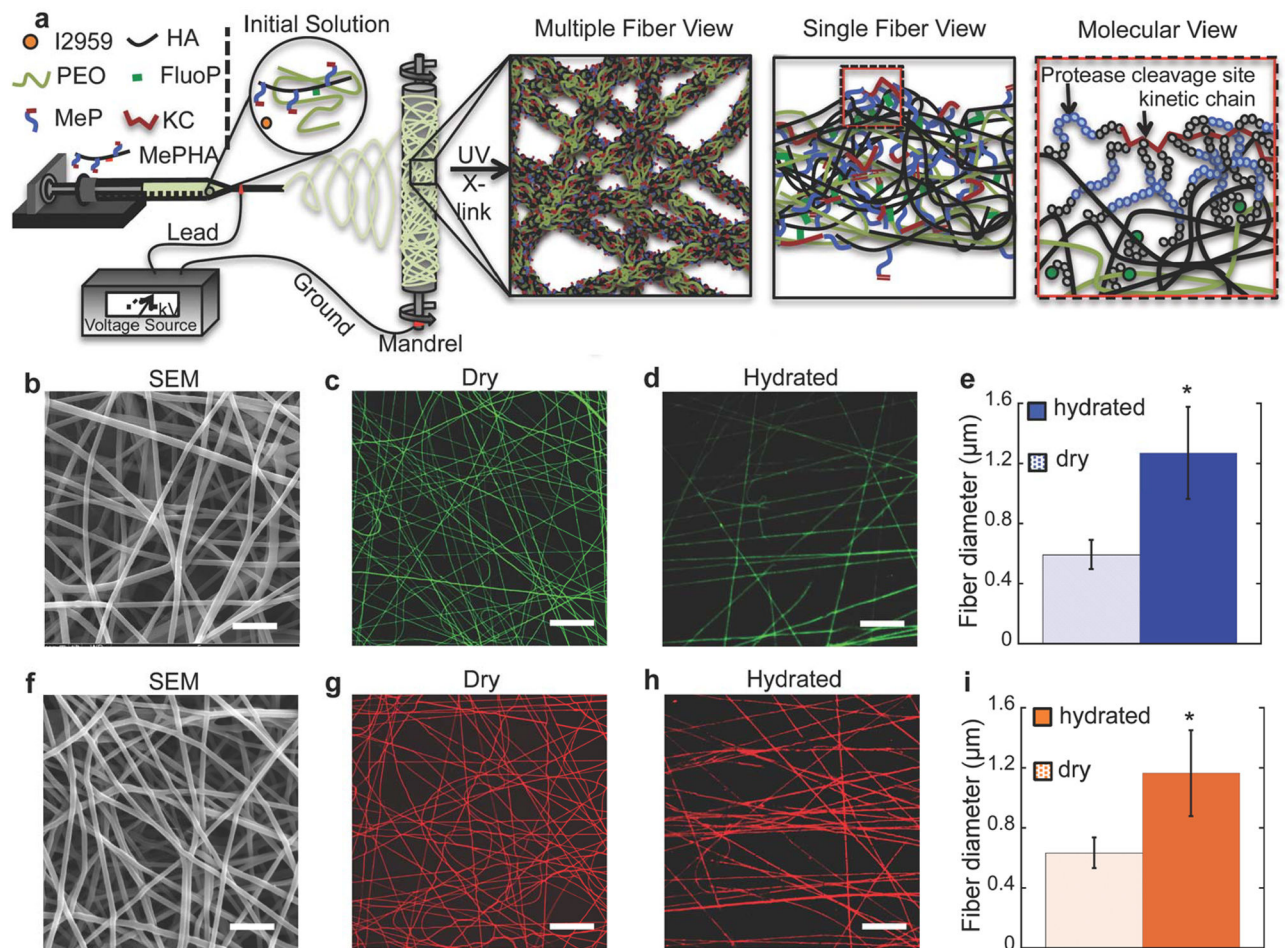 a
I2959
HA
PEO
FluoP
MeP
KC
MePHA
Initial Solution
Lead
kV
Voltage Source
Ground
Mandrel
UV
X-
link
Multiple Fiber View
Single Fiber View
Molecular View
Protease cleavage site
kinetic chain
b
SEM
c
Dry
d
Hydrated
e
Fiber diameter (μm)
1.6
1.2
0.8
0.4
0
hydrated
dry
*
f
SEM
g
Dry
h
Hydrated
i
Fiber diameter (μm)
1.6
1.2
0.8
0.4
0
hydrated
dry
*